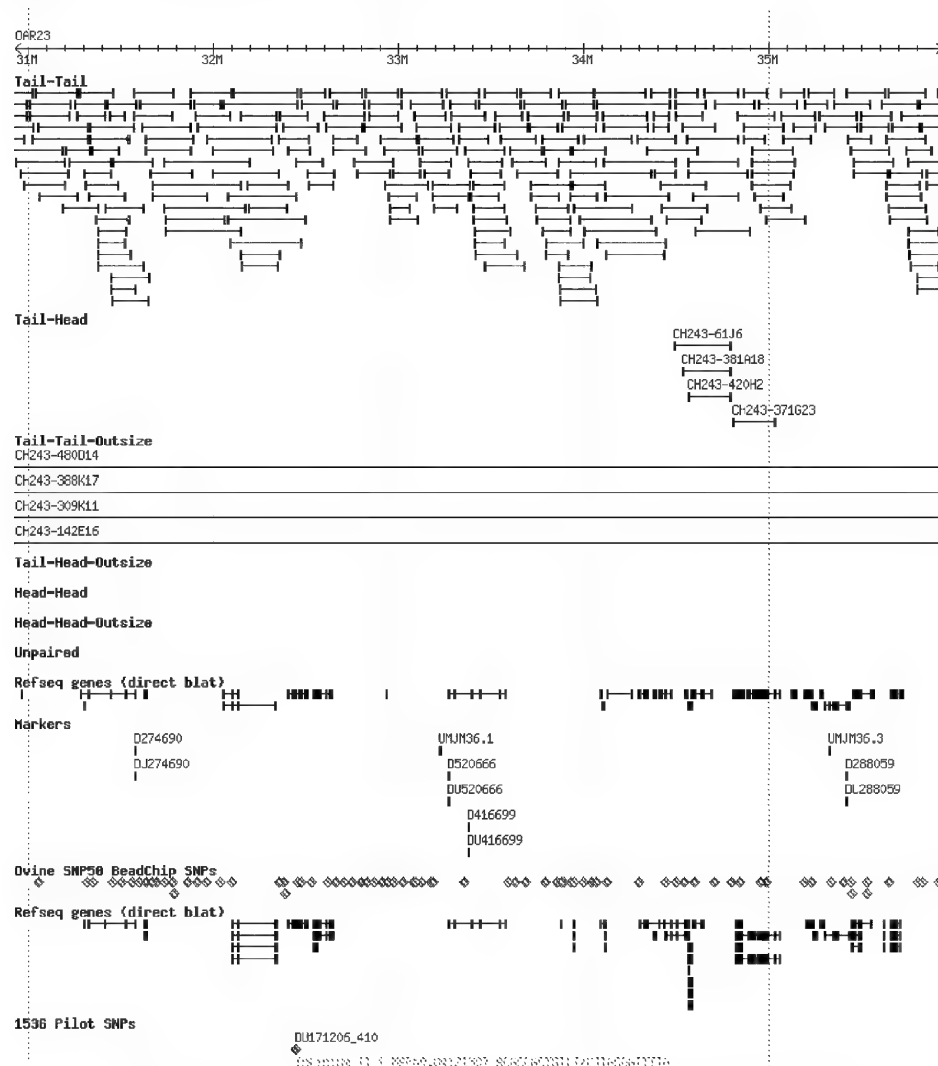 OAR23
31M 32M 33M 34M 35M
Tail-Tail
Tail-Head
CH243-61J6
CH243-381A18
CH243-420H2
CH243-371G23
Tail-Tail-Outsize
CH243-480D14
CH243-388K17
CH243-309K11
CH243-142E16
Tail-Head-Outsize
Head-Head
Head-Head-Outsize
Unpaired
Refseq genes (direct blat)
Markers
D274690 UMJM36.1 UMJM36.3
DJ274690 D520666 D288059
DU520666 DL288059
D416699
DU416699
Ovine SNP50 BeadChip SNPs
Refseq genes (direct blat)
1536 Pilot SNPs
DU171206_410